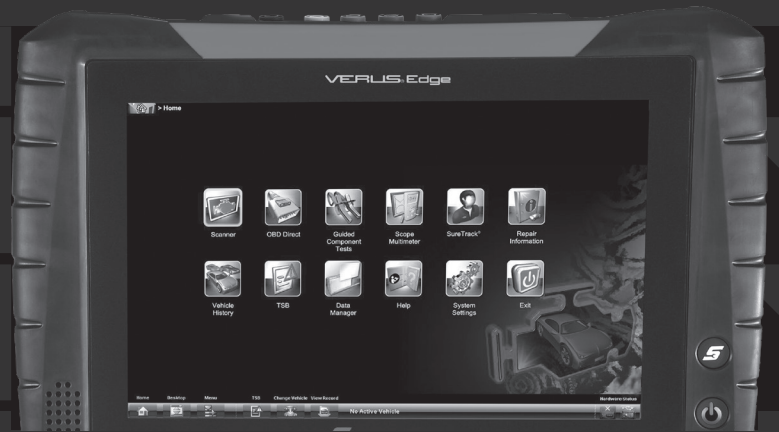 VERUS® Edge
> Home
Scanner
OBD Direct
Guided Component Tests
Scope Multimeter
SureTrack®
Repair Information
Vehicle History
TSB
Data Manager
Help
System Settings
Exit
Home Desktop Menu TSB Change Vehicle View Record Hardware Status
No Active Vehicle
S